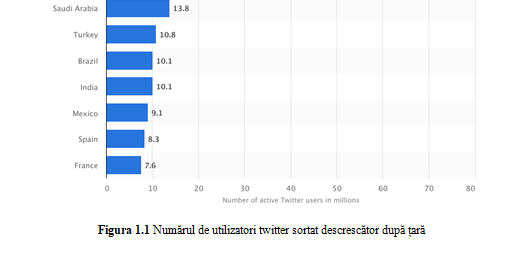 Saudi Arabia 13.8
Turkey 10.8
Brazil 10.1
India 10.1
Mexico 9.1
Spain 8.3
France 7.6
0 10 20 30 40 50 60 70 80
Number of active Twitter users in millions
Figura 1.1 Numărul de utilizatori twitter sortat descrescător după țară